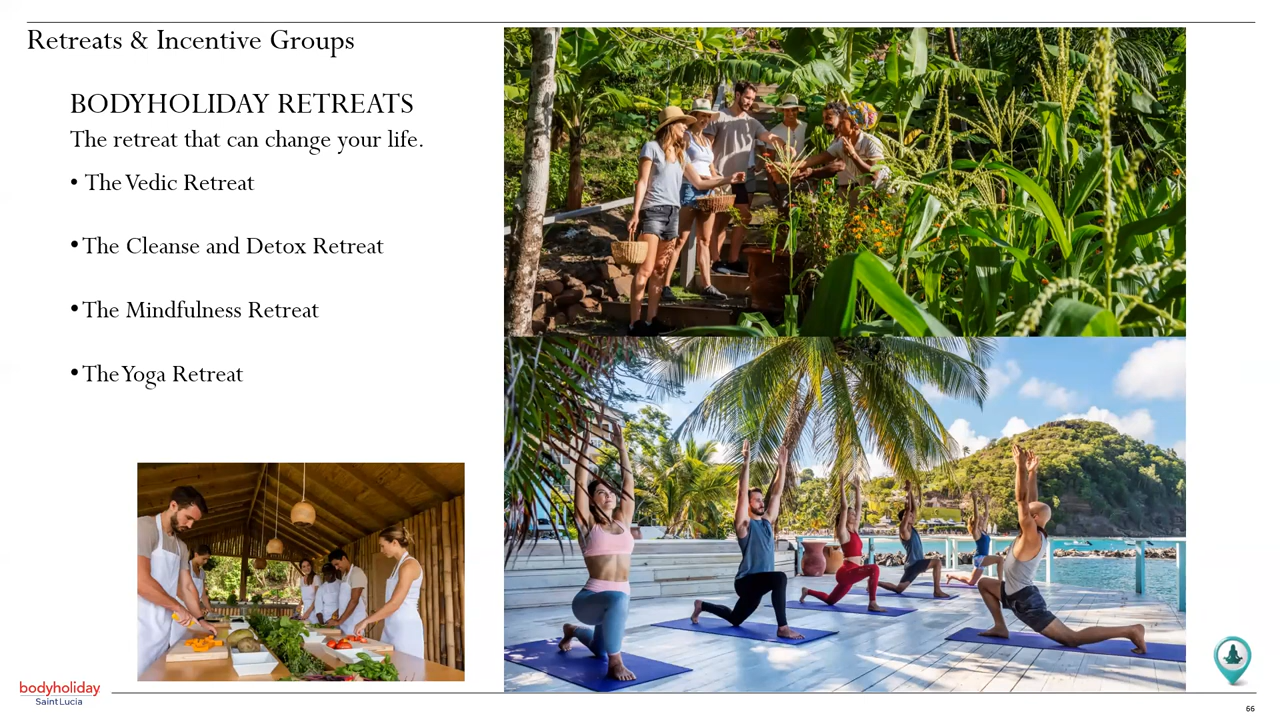 Retreats & Incentive Groups
BODYHOLIDAY RETREATS
The retreat that can change your life.
• The Vedic Retreat
• The Cleanse and Detox Retreat
• The Mindfulness Retreat
• The Yoga Retreat
bodyholiday
Saint Lucia
66